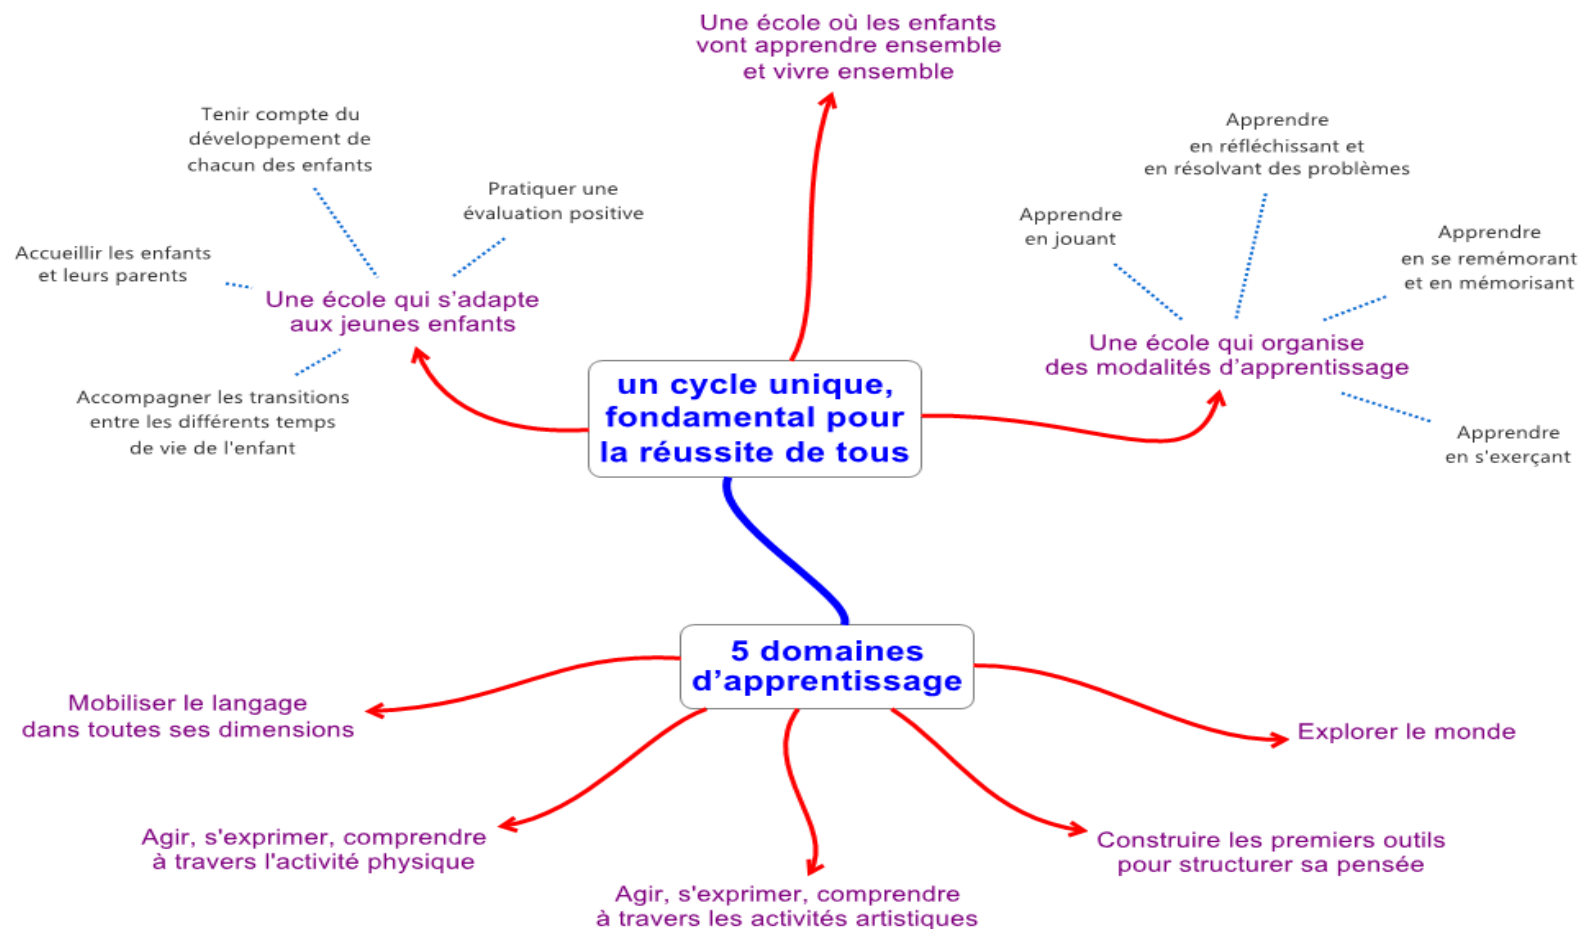 Une école où les enfants
vont apprendre ensemble
et vivre ensemble
Tenir compte du
développement de
chacun des enfants
Pratiquer une
évaluation positive
Accueillir les enfants
et leurs parents
Une école qui s’adapte
aux jeunes enfants
Accompagner les transitions
entre les différents temps
de vie de l'enfant
Apprendre
en réfléchissant et
en résolvant des problèmes
Apprendre
en jouant
Apprendre
en se remémorant
et en mémorisant
Une école qui organise
des modalités d’apprentissage
Apprendre
en s'exerçant
un cycle unique,
fondamental pour
la réussite de tous
5 domaines
d’apprentissage
Mobiliser le langage
dans toutes ses dimensions
Agir, s'exprimer, comprendre
à travers l'activité physique
Agir, s'exprimer, comprendre
à travers les activités artistiques
Construire les premiers outils
pour structurer sa pensée
Explorer le monde